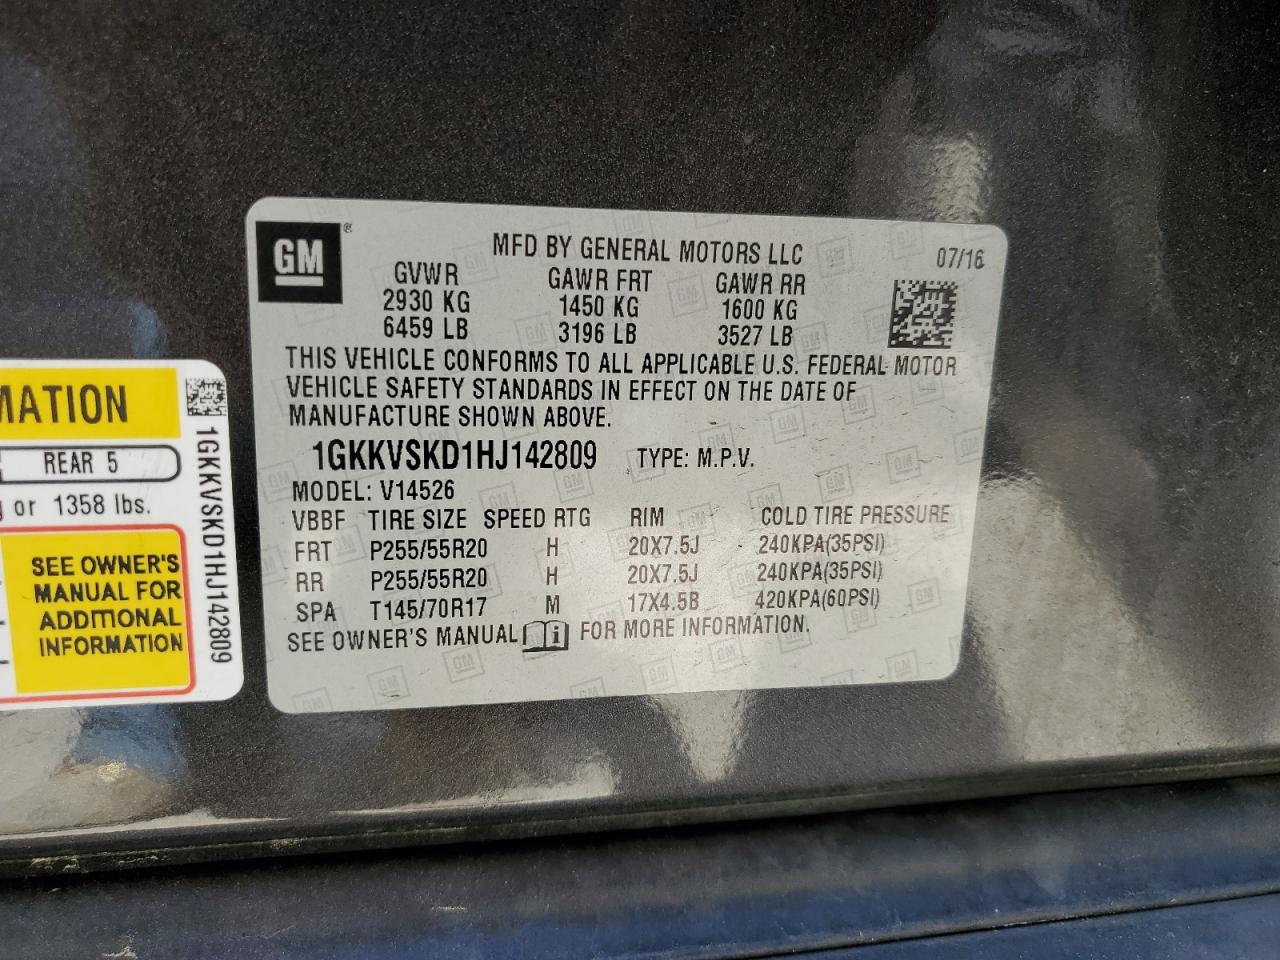 MATION
REAR 5
g or 1358 lbs.
SEE OWNER'S
MANUAL FOR
ADDITIONAL
INFORMATION
1GKKVSKD1HJ142809
GM®
MFD BY GENERAL MOTORS LLC 07/16
GVWR GAWR FRT GAWR RR
2930 KG 1450 KG 1600 KG
6459 LB 3196 LB 3527 LB
THIS VEHICLE CONFORMS TO ALL APPLICABLE U.S. FEDERAL MOTOR
VEHICLE SAFETY STANDARDS IN EFFECT ON THE DATE OF
MANUFACTURE SHOWN ABOVE.
1GKKVSKD1HJ142809 TYPE: M.P.V.
MODEL: V14526
VBBF TIRE SIZE SPEED RTG RIM COLD TIRE PRESSURE
FRT P255/55R20 H 20X7.5J 240KPA(35PSI)
RR P255/55R20 H 20X7.5J 240KPA(35PSI)
SPA T145/70R17 M 17X4.5B 420KPA(60PSI)
SEE OWNER'S MANUAL i FOR MORE INFORMATION.